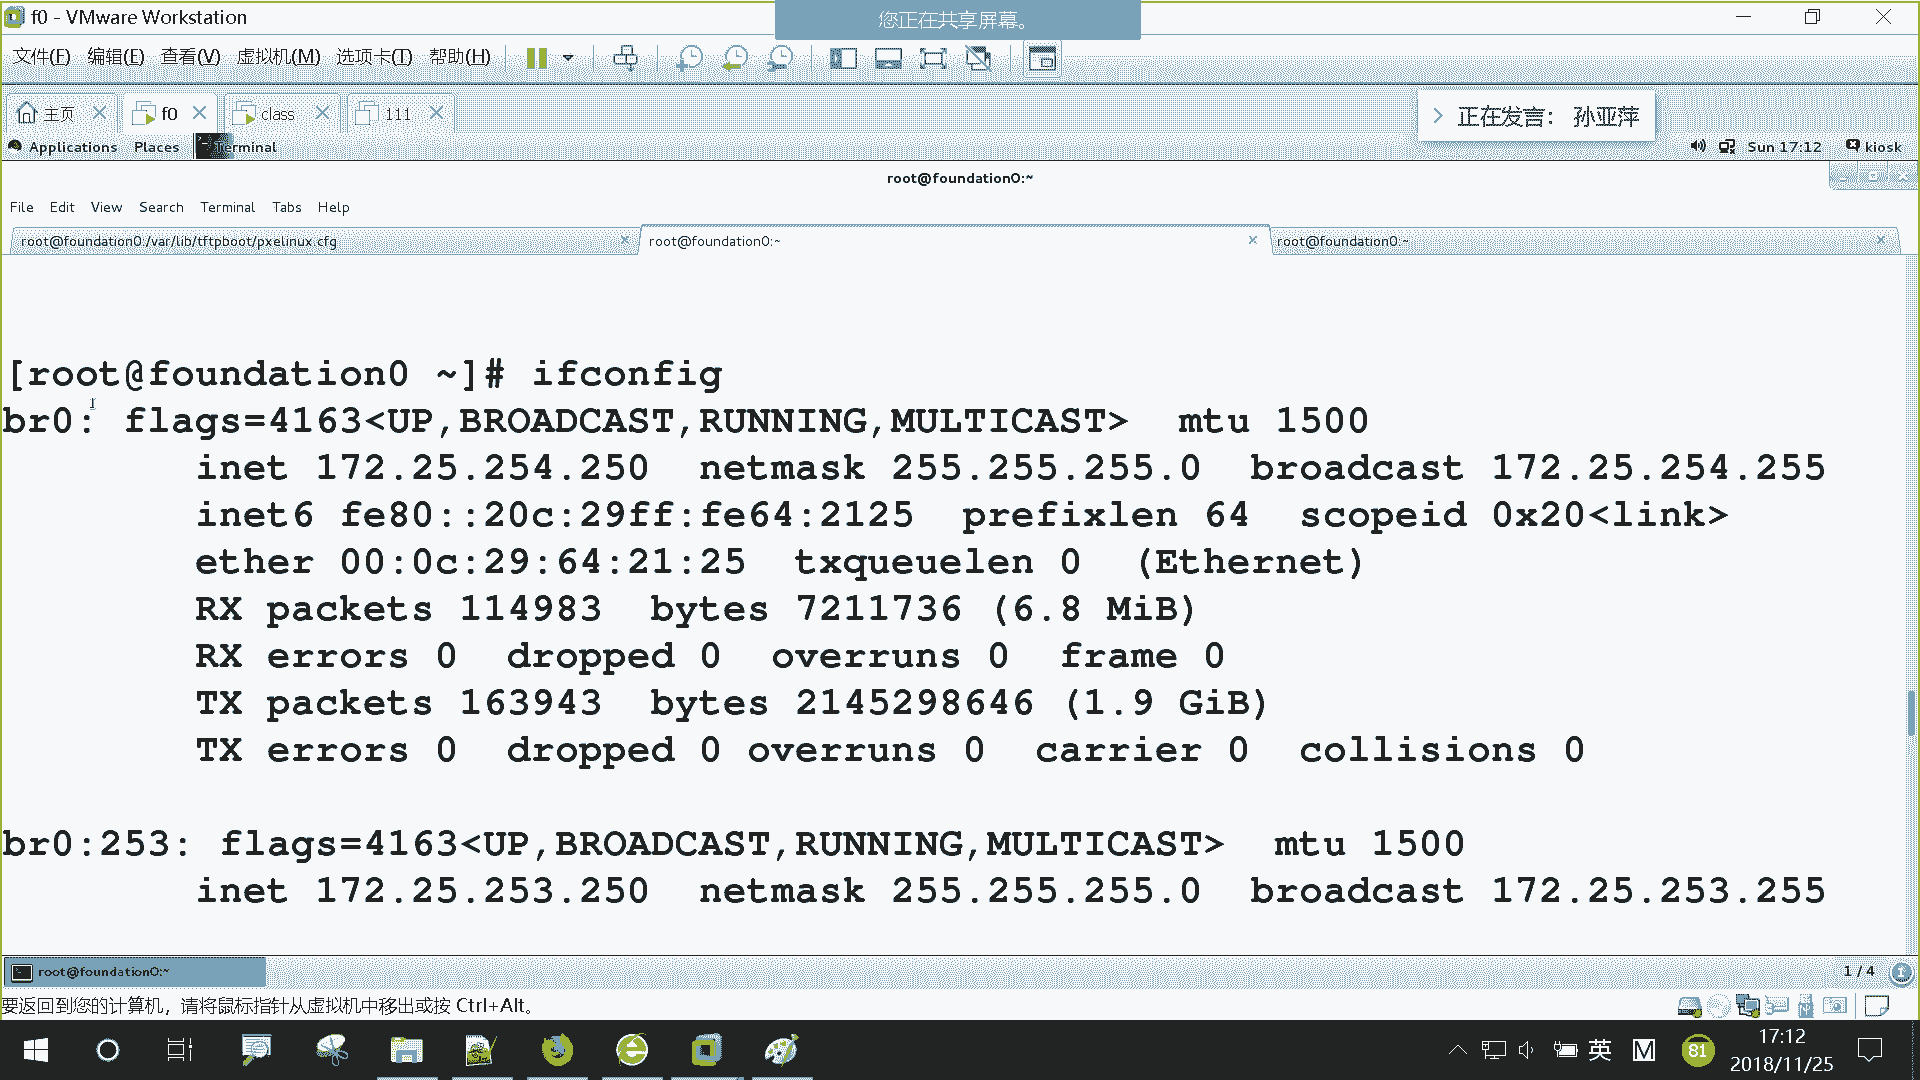 f0 - VMware Workstation
您正在共享屏幕。
文件(F) 编辑(E) 查看(V) 虚拟机(M) 选项卡(T) 帮助(H)
主页 f0 class 111
正在发言： 孙亚萍
Applications Places Terminal Sun 17:12 kiosk
root@foundation0:~
File Edit View Search Terminal Tabs Help
root@foundation0:/var/lib/tftpboot/pxelinux.cfg root@foundation0:~ root@foundation0:~
[root@foundation0 ~]# ifconfig
br0: flags=4163<UP,BROADCAST,RUNNING,MULTICAST> mtu 1500
inet 172.25.254.250 netmask 255.255.255.0 broadcast 172.25.254.255
inet6 fe80::20c:29ff:fe64:2125 prefixlen 64 scopeid 0x20<link>
ether 00:0c:29:64:21:25 txqueuelen 0 (Ethernet)
RX packets 114983 bytes 7211736 (6.8 MiB)
RX errors 0 dropped 0 overruns 0 frame 0
TX packets 163943 bytes 2145298646 (1.9 GiB)
TX errors 0 dropped 0 overruns 0 carrier 0 collisions 0
br0:253: flags=4163<UP,BROADCAST,RUNNING,MULTICAST> mtu 1500
inet 172.25.253.250 netmask 255.255.255.0 broadcast 172.25.253.255
root@foundation0:~ 1 / 4
要返回到您的计算机，请将鼠标指针从虚拟机中移出或按 Ctrl+Alt。
英 M 81 17:12
2018/11/25